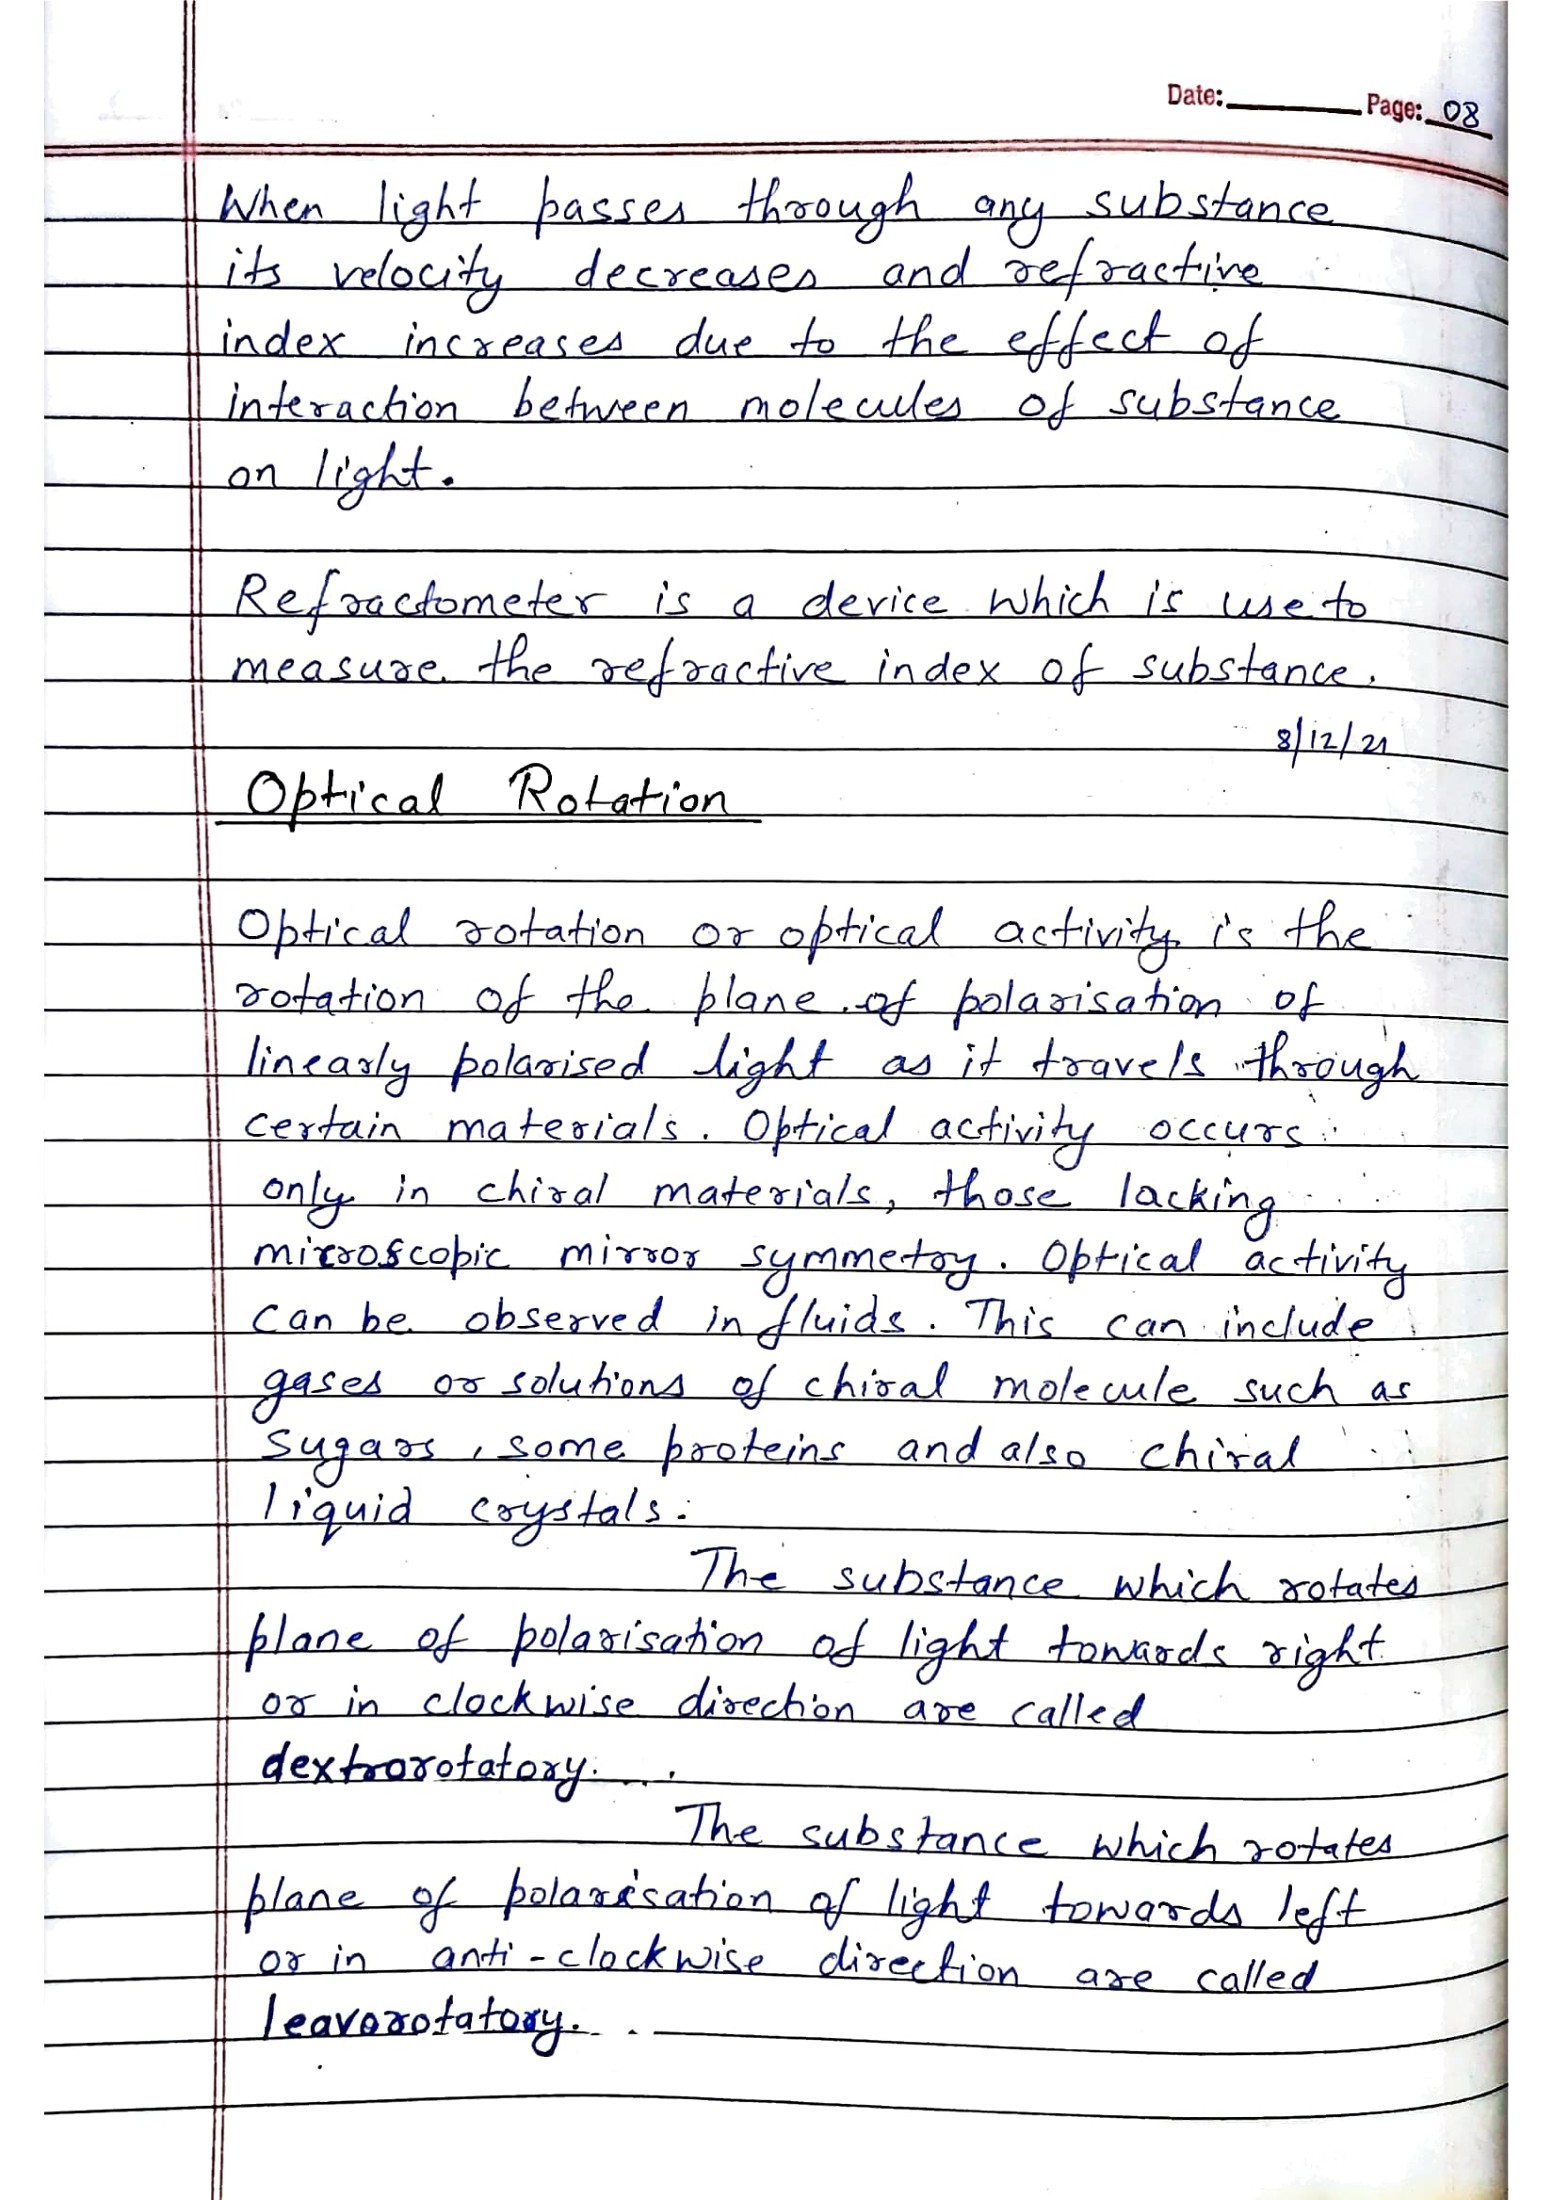 Date: Page: 08
When light passes through any substance
its velocity decreases and refractive
index increases due to the effect of
interaction between molecules of substance
on light.
Refractometer is a device which is use to
measure the refractive index of substance.
8/12/21
Optical Rotation
Optical rotation or optical activity is the
rotation of the plane of polarisation of
linearly polarised light as it travels through
certain materials. Optical activity occurs
only in chiral materials, those lacking
microscopic mirror symmetry. Optical activity
can be observed in fluids. This can include
gases or solutions of chiral molecule such as
sugars, some proteins and also chiral
liquid crystals.
The substance which rotates
plane of polarisation of light towards right
or in clockwise direction are called
dextrorotatory.
The substance which rotates
plane of polarisation of light towards left
or in anti-clockwise direction are called
leavorotatory.